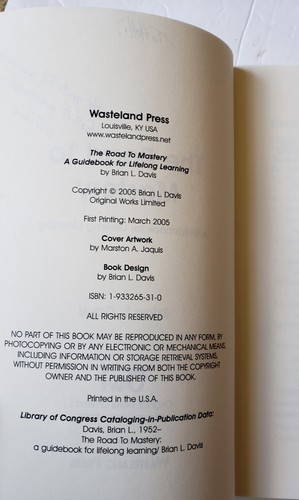 Wasteland Press
Louisville, KY USA
www.wastelandpress.net
The Road To Mastery
A Guidebook for Lifelong Learning
by Brian L. Davis
Copyright © 2005 Brian L. Davis
Original Works Limited
First Printing: March 2005
Cover Artwork
by Marston A. Jaquis
Book Design
by Brian L. Davis
ISBN: 1-933265-31-0
ALL RIGHTS RESERVED
NO PART OF THIS BOOK MAY BE REPRODUCED IN ANY FORM, BY
PHOTOCOPYING OR BY ANY ELECTRONIC OR MECHANICAL MEANS,
INCLUDING INFORMATION OR STORAGE RETRIEVAL SYSTEMS,
WITHOUT PERMISSION IN WRITING FROM BOTH THE COPYRIGHT
OWNER AND THE PUBLISHER OF THIS BOOK.
Printed in the U.S.A.
Library of Congress Cataloging-in-Publication Data:
Davis, Brian L., 1952–
The Road To Mastery:
a guidebook for lifelong learning/ Brian L. Davis